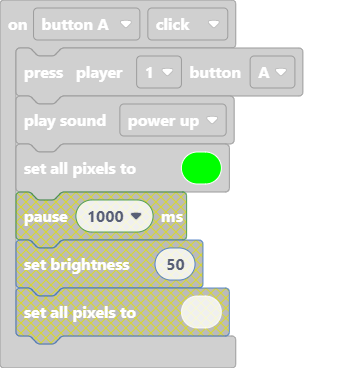 on button A click
press player 1 button A
play sound power up
set all pixels to
pause 1000 ms
set brightness 50
set all pixels to